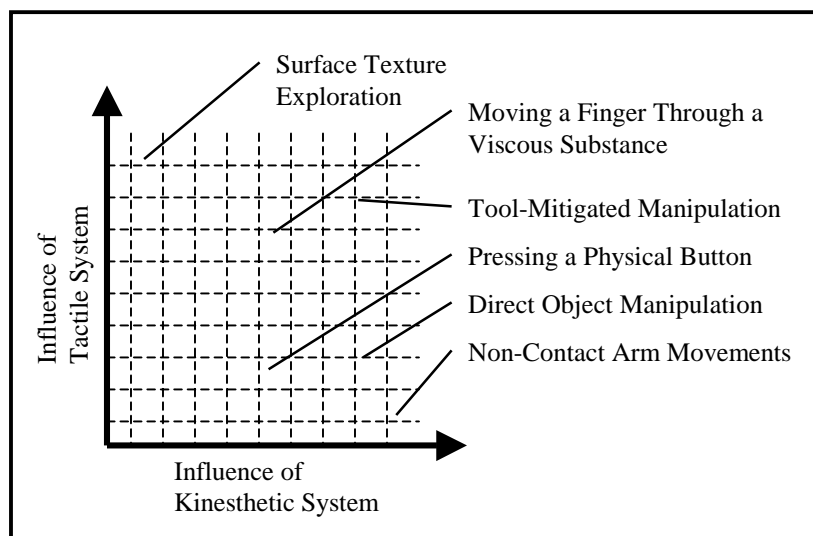 Surface Texture
Exploration
Moving a Finger Through a
Viscous Substance
Tool-Mitigated Manipulation
Pressing a Physical Button
Direct Object Manipulation
Non-Contact Arm Movements
Influence of
Tactile System
Influence of
Kinesthetic System